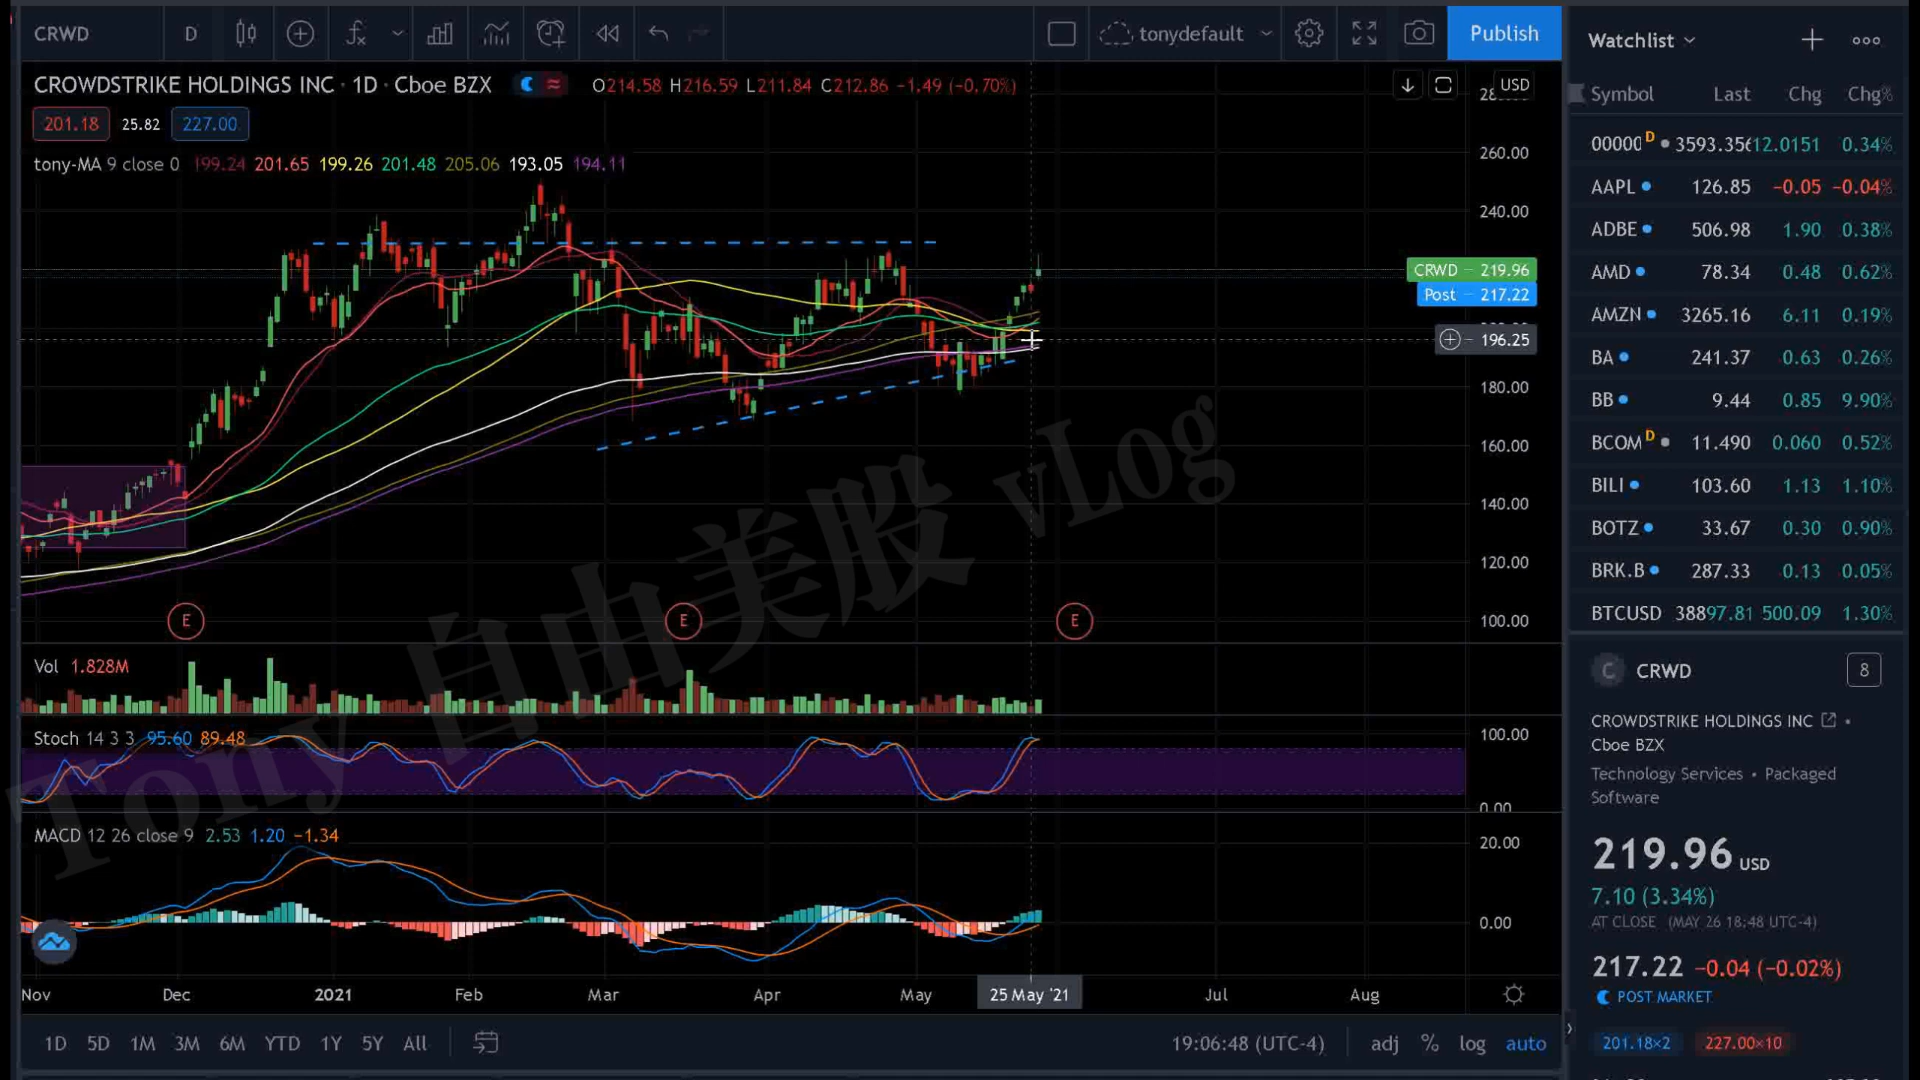 CRWD D Publish tonydefault
Watchlist
CROWDSTRIKE HOLDINGS INC · 1D · Cboe BZX O214.58 H216.59 L211.84 C212.86 −1.49 (−0.70%) USD
201.18 25.82 227.00
tony-MA 9 close 0 199.24 201.65 199.26 201.48 205.06 193.05 194.11
260.00
240.00
CRWD 219.96
Post 217.22
196.25
180.00
160.00
140.00
120.00
100.00
E E E
Vol 1.828M
Stoch 14 3 3 95.60 89.48
100.00
0.00
MACD 12 26 close 9 2.53 1.20 −1.34
20.00
0.00
Nov Dec 2021 Feb Mar Apr May 25 May '21 Jul Aug
1D 5D 1M 3M 6M YTD 1Y 5Y All 19:06:48 (UTC-4) adj % log auto
Tony 自由美股 vLog
Symbol Last Chg Chg%
00000 D 3593.356 12.0151 0.34%
AAPL 126.85 −0.05 −0.04%
ADBE 506.98 1.90 0.38%
AMD 78.34 0.48 0.62%
AMZN 3265.16 6.11 0.19%
BA 241.37 0.63 0.26%
BB 9.44 0.85 9.90%
BCOM D 11.490 0.060 0.52%
BILI 103.60 1.13 1.10%
BOTZ 33.67 0.30 0.90%
BRK.B 287.33 0.13 0.05%
BTCUSD 38897.81 500.09 1.30%
C CRWD 8
CROWDSTRIKE HOLDINGS INC
Cboe BZX
Technology Services • Packaged
Software
219.96 USD
7.10 (3.34%)
AT CLOSE (MAY 26 18:48 UTC-4)
217.22 −0.04 (−0.02%)
POST MARKET
201.18×2 227.00×10